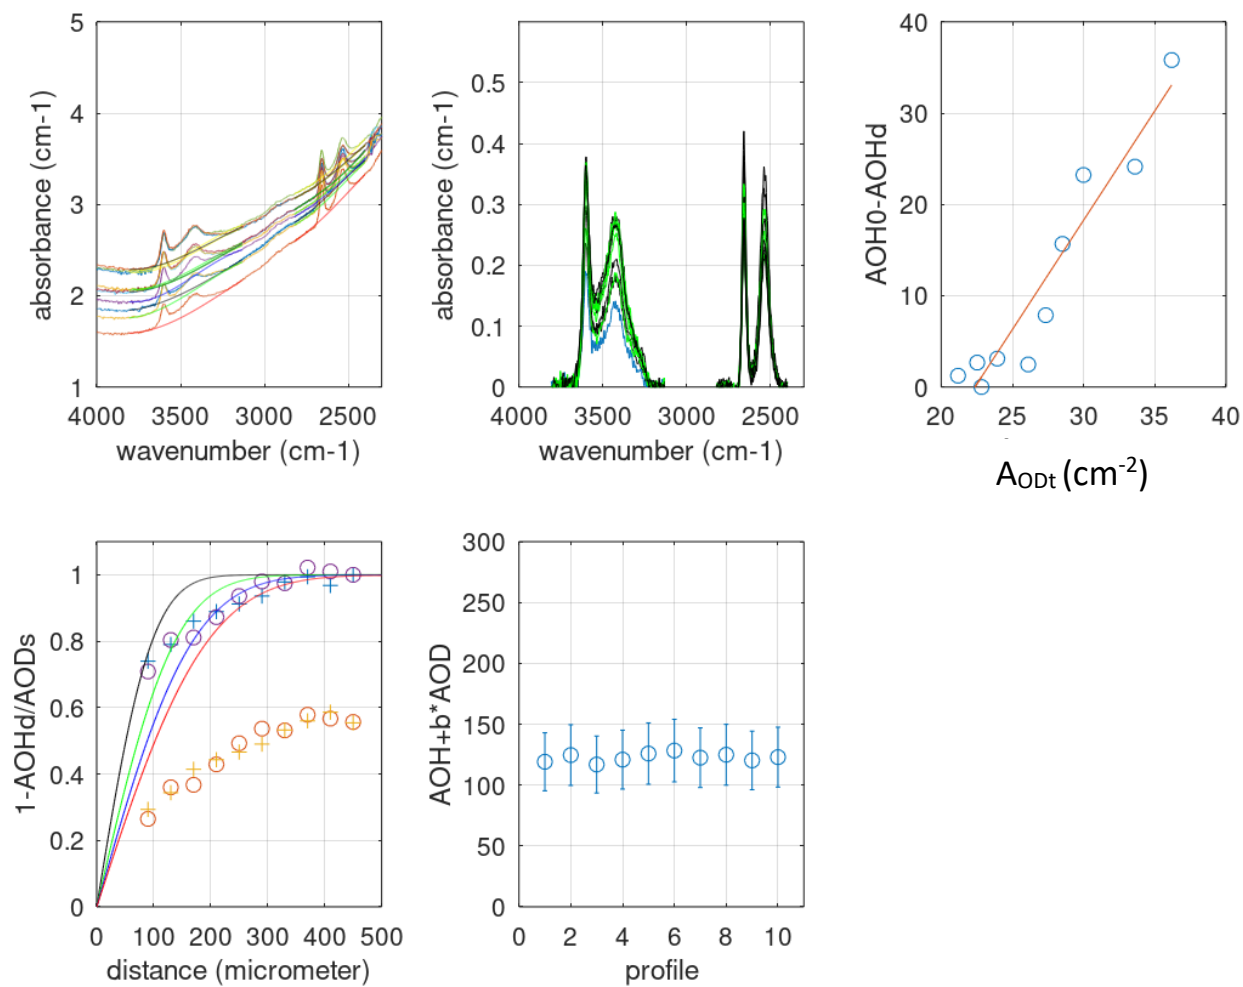 5
4
3
2
1
absorbance (cm-1)
4000 3500 3000 2500
wavenumber (cm-1)
0.5
0.4
0.3
0.2
0.1
0
absorbance (cm-1)
4000 3500 3000 2500
wavenumber (cm-1)
40
30
20
10
0
AOH0-AOHd
20 25 30 35 40
AODt (cm-2)
1
0.8
0.6
0.4
0.2
0
1-AOHd/AODs
0 100 200 300 400 500
distance (micrometer)
300
250
200
150
100
50
0
AOH+b*AOD
0 2 4 6 8 10
profile